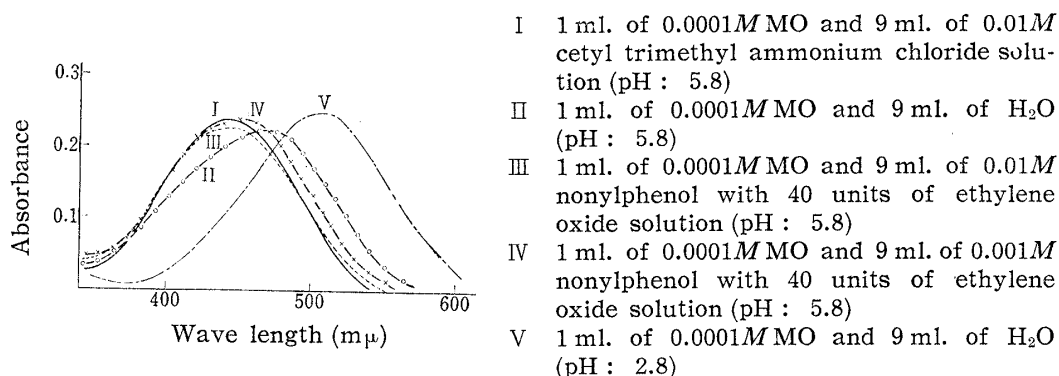 0.3
0.2
0.1
Absorbance
I
IV
V
III
II
400
500
600
Wave length (mμ)
I 1 ml. of 0.0001M MO and 9 ml. of 0.01M
cetyl trimethyl ammonium chloride solu-
tion (pH : 5.8)
II 1 ml. of 0.0001M MO and 9 ml. of H₂O
(pH : 5.8)
III 1 ml. of 0.0001M MO and 9 ml. of 0.01M
nonylphenol with 40 units of ethylene
oxide solution (pH : 5.8)
IV 1 ml. of 0.0001M MO and 9 ml. of 0.001M
nonylphenol with 40 units of ethylene
oxide solution (pH : 5.8)
V 1 ml. of 0.0001M MO and 9 ml. of H₂O
(pH : 2.8)